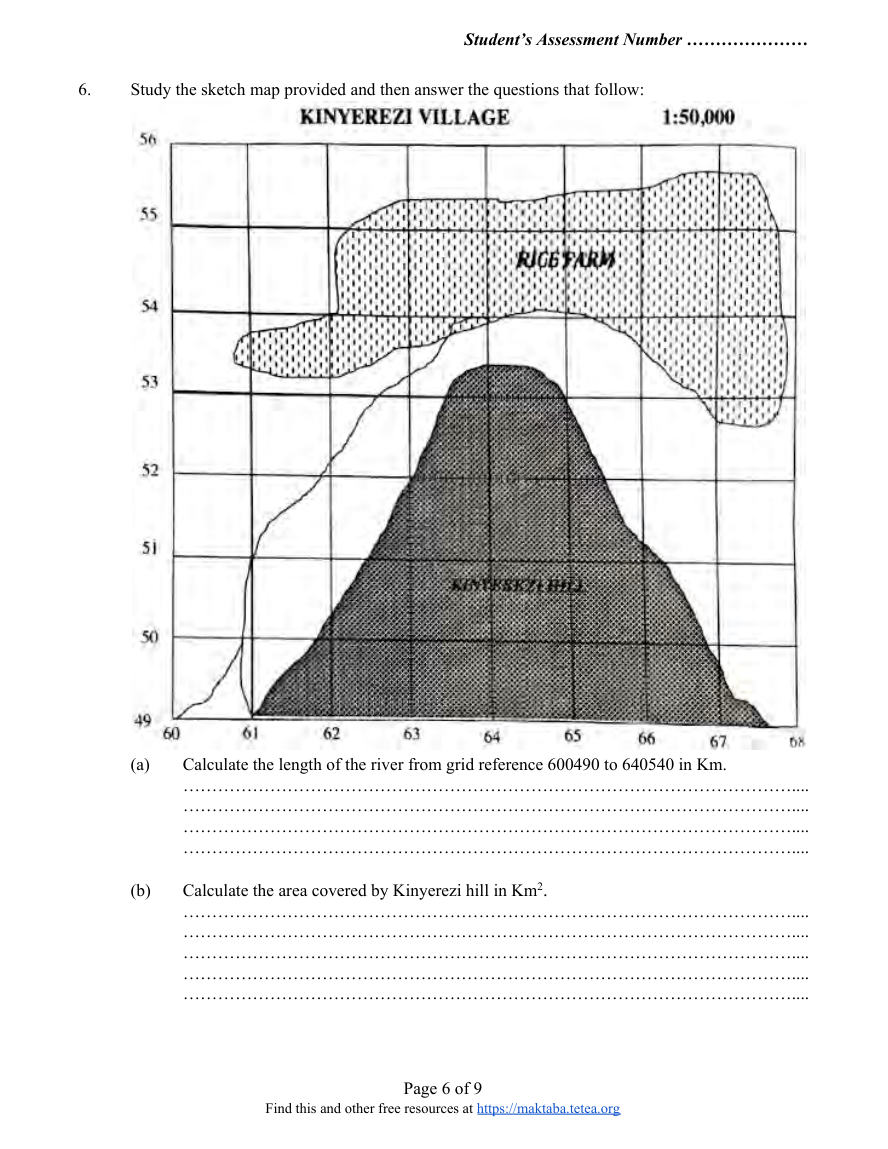 Student’s Assessment Number …………………
6. Study the sketch map provided and then answer the questions that follow:
KINYEREZI VILLAGE 1:50,000
56
55
RICE FARM
54
53
52
51
KINYEREZI HILL
50
49
60 61 62 63 64 65 66 67 68
(a) Calculate the length of the river from grid reference 600490 to 640540 in Km.
………………………………………………………………………………………………....
………………………………………………………………………………………………....
………………………………………………………………………………………………....
………………………………………………………………………………………………....
(b) Calculate the area covered by Kinyerezi hill in Km².
………………………………………………………………………………………………....
………………………………………………………………………………………………....
………………………………………………………………………………………………....
………………………………………………………………………………………………....
………………………………………………………………………………………………....
Page 6 of 9
Find this and other free resources at https://maktaba.tetea.org